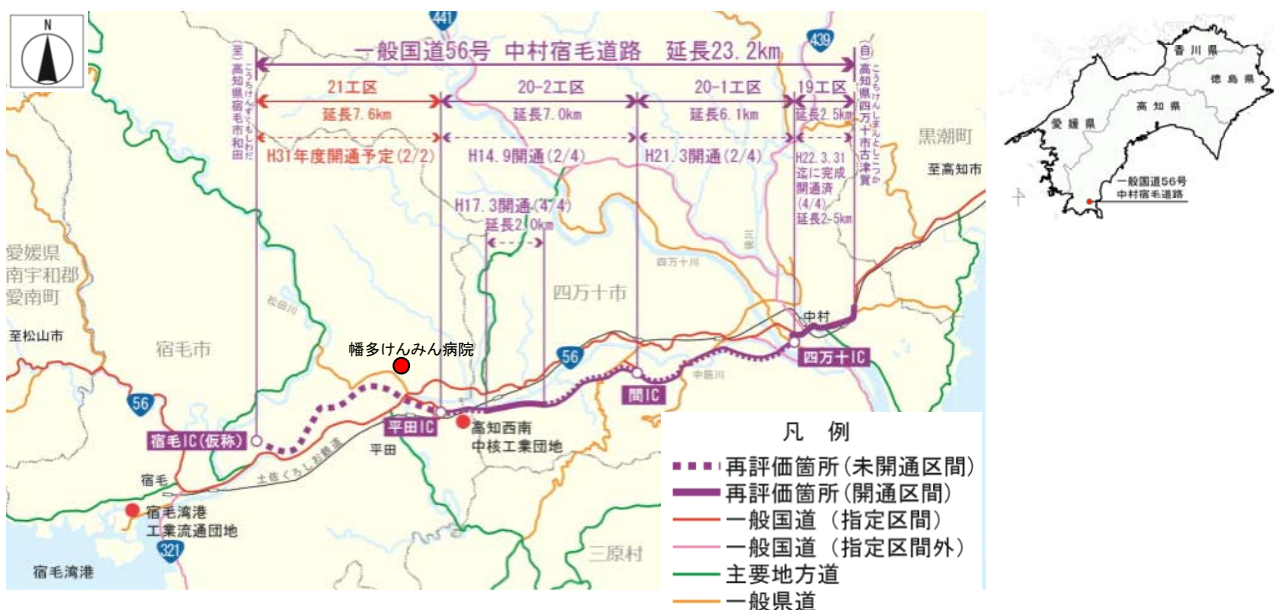 N
441
439
一般国道56号 中村宿毛道路 延長23.2km
(至)高知県宿毛市和田
こうちけんすくもしわだ
(自)高知県四万十市古津賀
こうちけんしまんとしこつか
21工区
20-2工区
20-1工区
19工区
延長7.6km
延長7.0km
延長6.1km
延長2.5km
H31年度開通予定(2/2)
H14.9開通(2/4)
H21.3開通(2/4)
H22.3.31
迄に完成
開通済
(4/4)
延長2.5km
H17.3開通(4/4)
延長2.0km
黒潮町
至高知市
愛媛県
南宇和郡
愛南町
至松山市
宿毛市
松田川
四万十市
四万十川
後川
中村
幡多けんみん病院
56
56
四万十IC
間IC
中筋川
平田IC
宿毛IC(仮称)
高知西南
中核工業団地
平田
土佐くろしお鉄道
宿毛
宿毛湾港
工業流通団地
321
宿毛湾港
三原村
凡 例
再評価箇所(未開通区間)
再評価箇所(開通区間)
一般国道 (指定区間)
一般国道 (指定区間外)
主要地方道
一般県道
香川県
徳島県
高知県
愛媛県
一般国道56号
中村宿毛道路